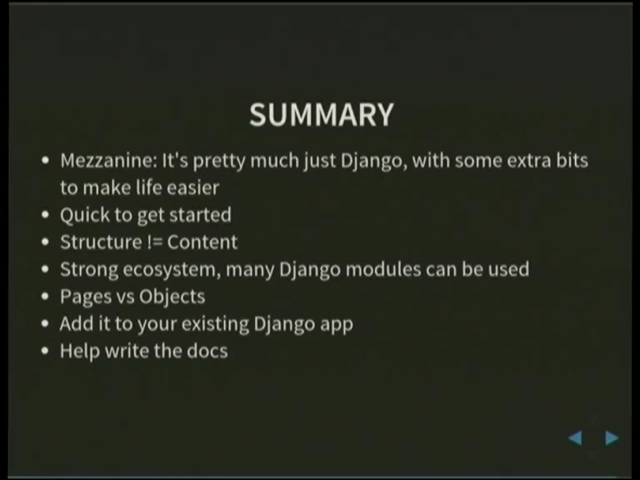 SUMMARY
• Mezzanine: It's pretty much just Django, with some extra bits
to make life easier
• Quick to get started
• Structure != Content
• Strong ecosystem, many Django modules can be used
• Pages vs Objects
• Add it to your existing Django app
• Help write the docs